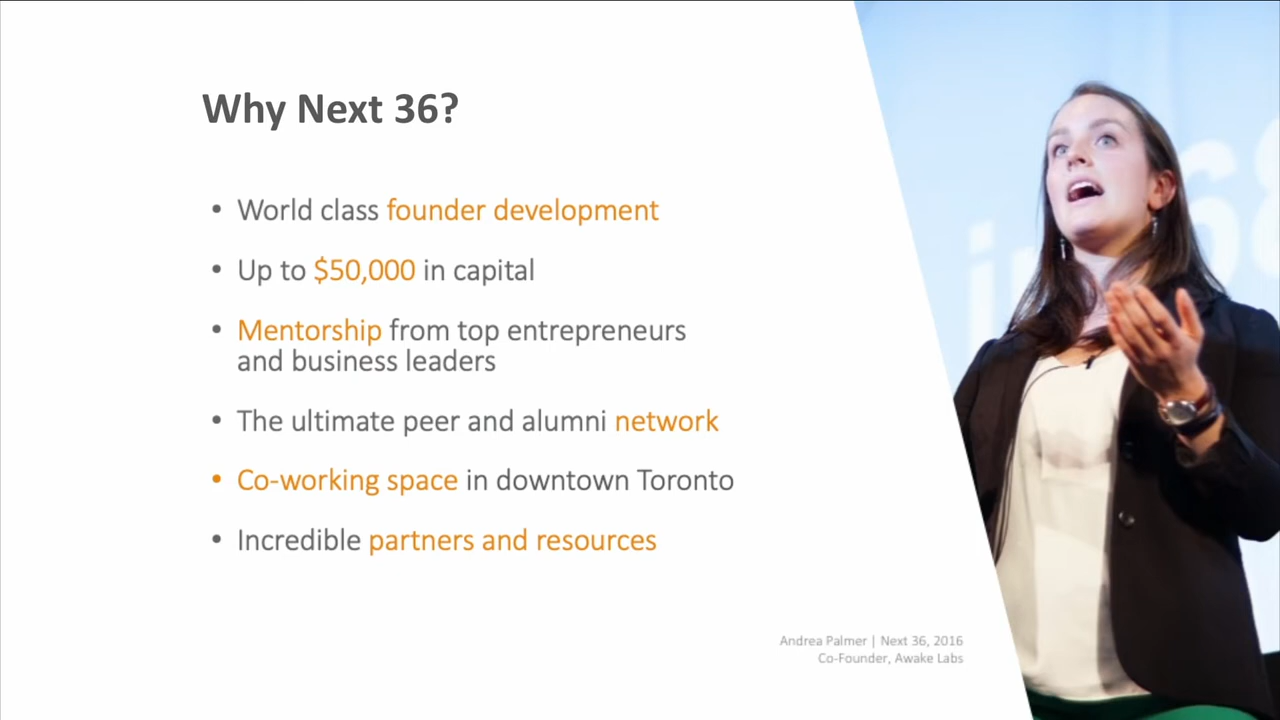 Why Next 36?
• World class founder development
• Up to $50,000 in capital
• Mentorship from top entrepreneurs
and business leaders
• The ultimate peer and alumni network
• Co-working space in downtown Toronto
• Incredible partners and resources
Andrea Palmer | Next 36, 2016
Co-Founder, Awake Labs